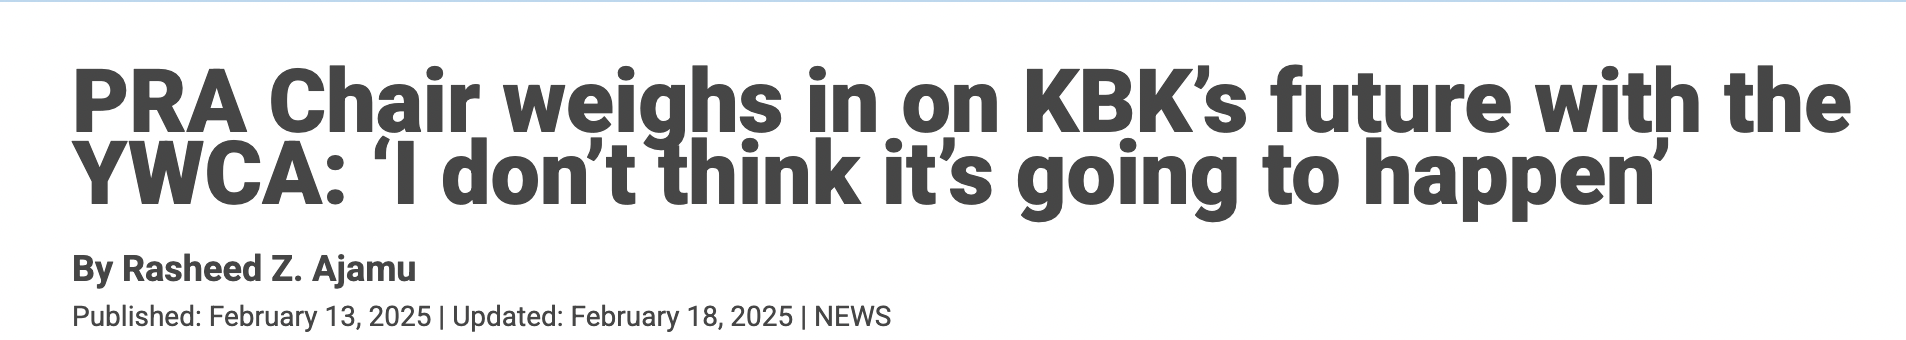 PRA Chair weighs in on KBK’s future with the
YWCA: ‘I don’t think it’s going to happen’
By Rasheed Z. Ajamu
Published: February 13, 2025 | Updated: February 18, 2025 | NEWS